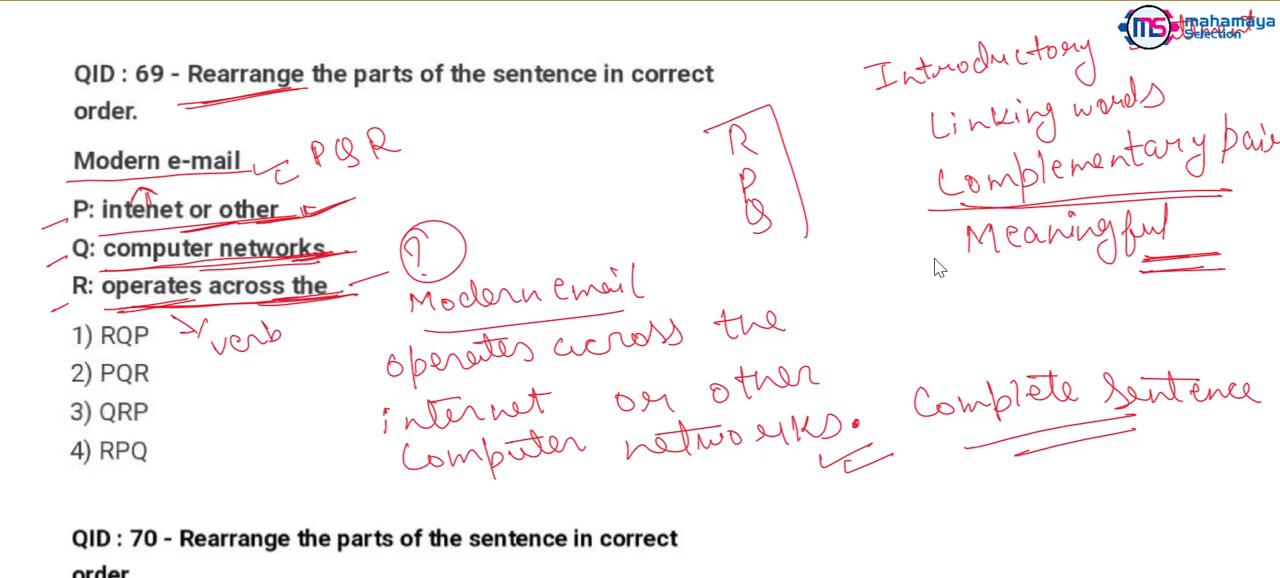 mahamaya
MS Selection
QID : 69 - Rearrange the parts of the sentence in correct
order.
Modern e-mail
P: intenet or other
Q: computer networks
R: operates across the
1) RQP
2) PQR
3) QRP
4) RPQ
QID : 70 - Rearrange the parts of the sentence in correct
order
PQR
verb
?
R
P
Q
Introductory
Linking words
Complementary pair
Meaningful
Modern email
operates across the
internet or other
Computer networks.
Complete Sentence